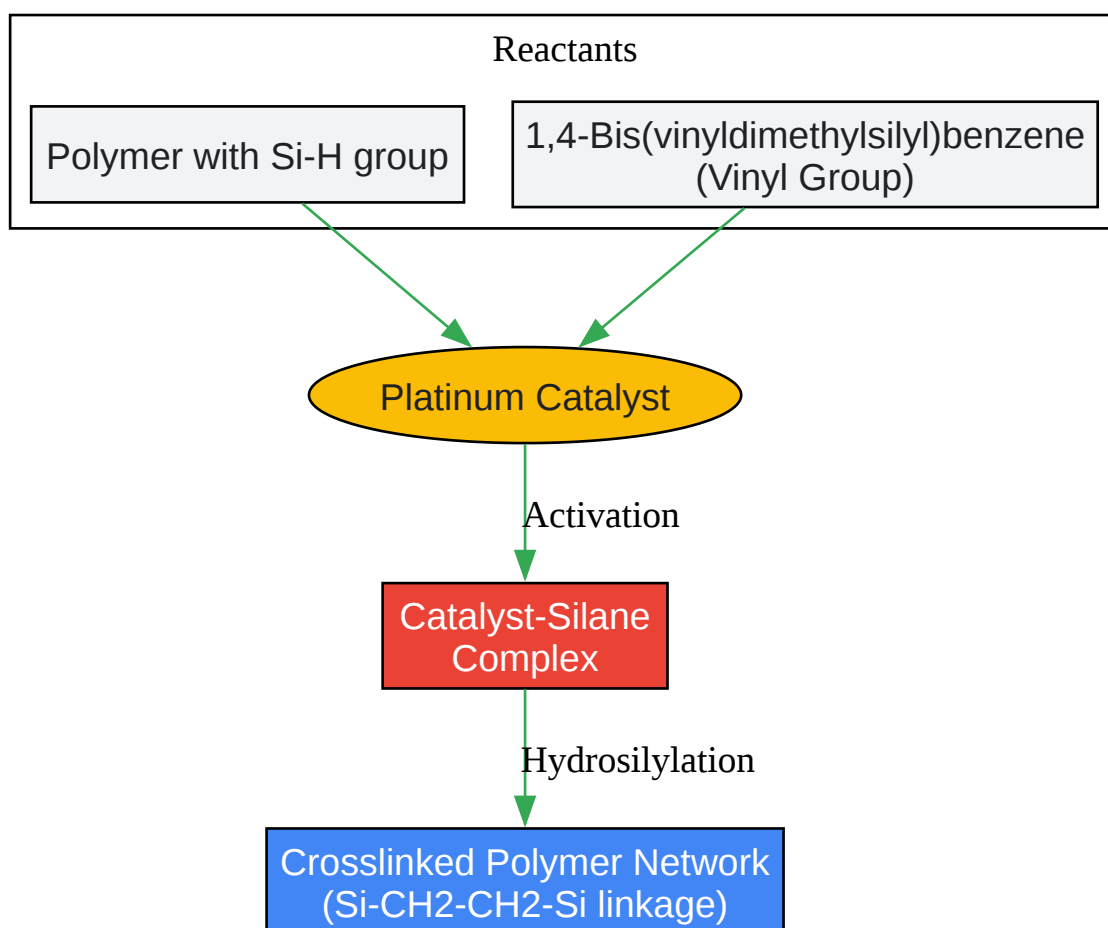 Reactants
Polymer with Si-H group
1,4-Bis(vinyldimethylsilyl)benzene
(Vinyl Group)
Platinum Catalyst
Activation
Catalyst-Silane
Complex
Hydrosilylation
Crosslinked Polymer Network
(Si-CH2-CH2-Si linkage)